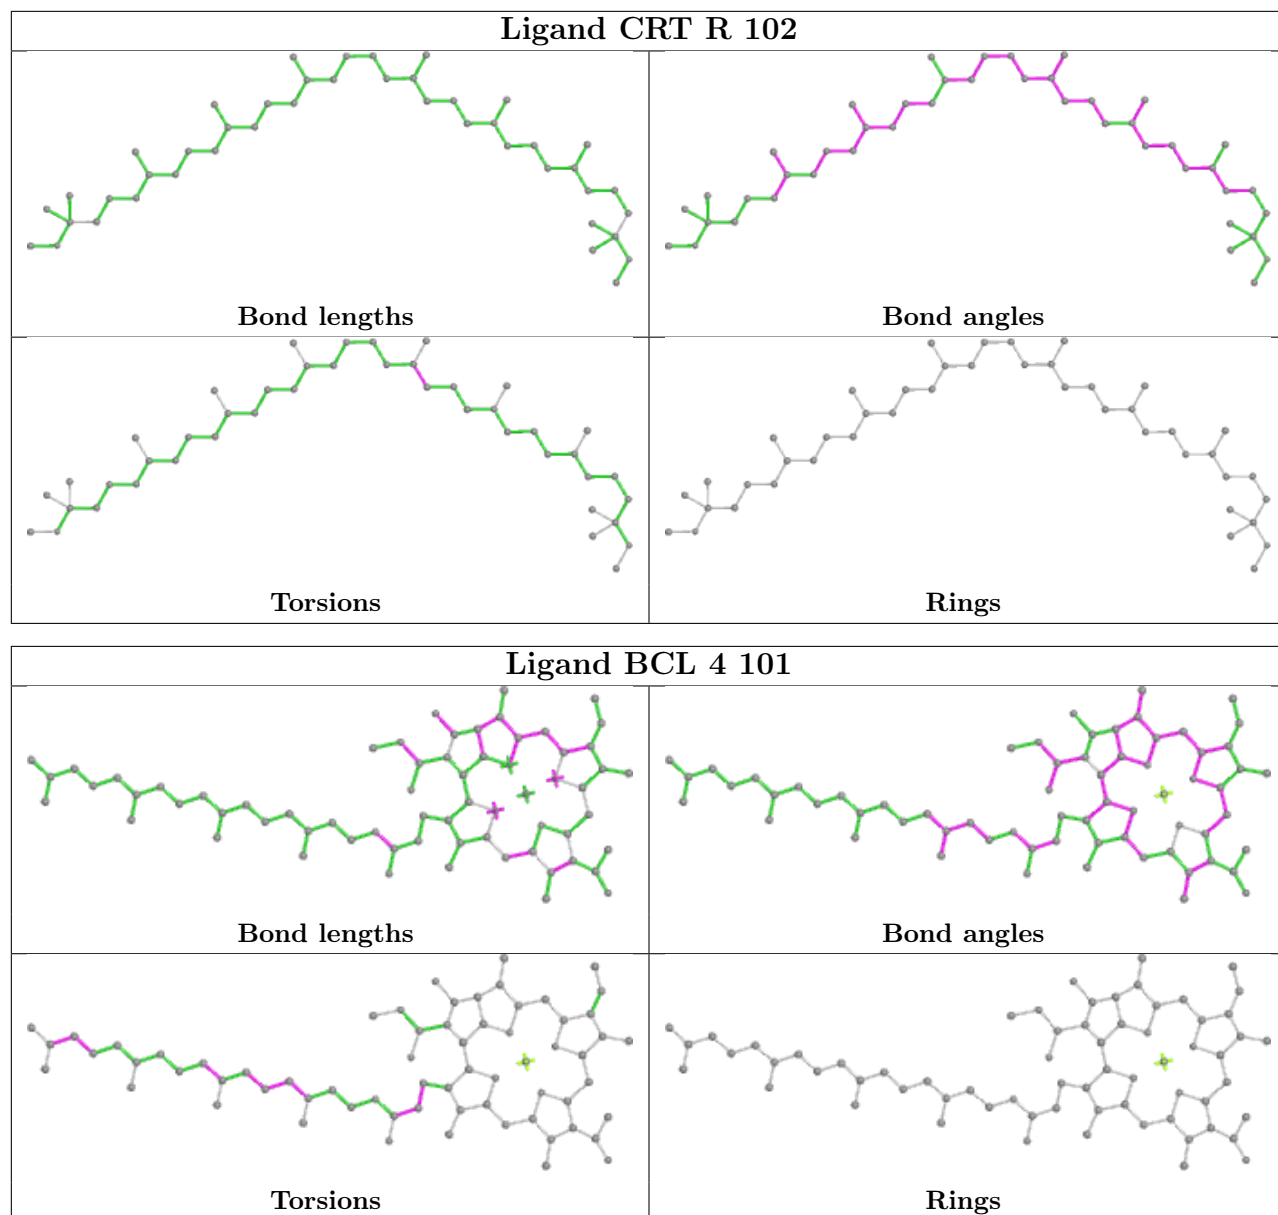 Ligand CRT R 102
Bond lengths
Bond angles
Torsions
Rings
Ligand BCL 4 101
Bond lengths
Bond angles
Torsions
Rings